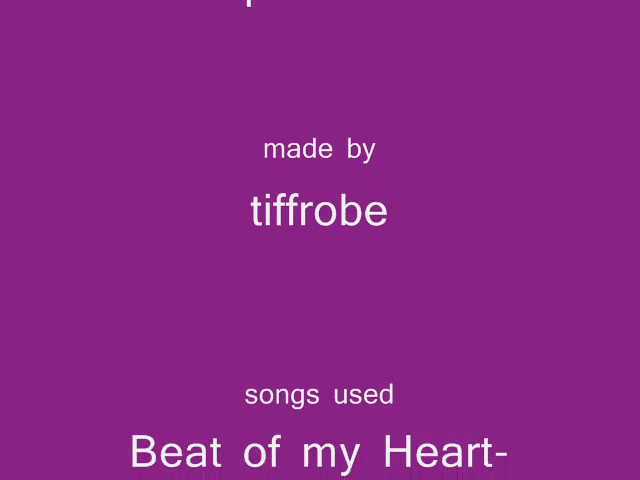 made by
tiffrobe
songs used
Beat of my Heart-